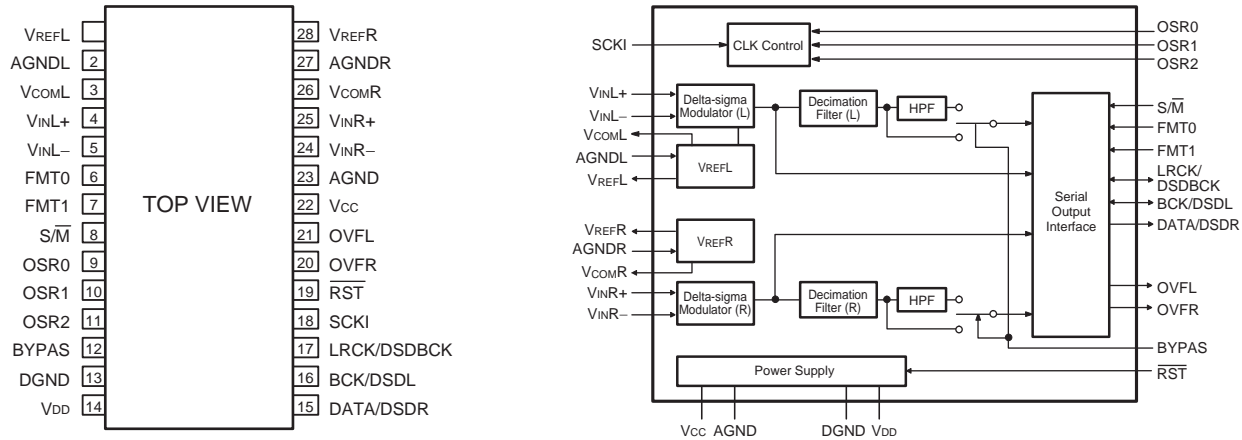 VREFL
AGNDL 2
VCOML 3
VINL+ 4
VINL− 5
FMT0 6
FMT1 7
S/M̅ 8
OSR0 9
OSR1 10
OSR2 11
BYPAS 12
DGND 13
VDD 14
TOP VIEW
28 VREFR
27 AGNDR
26 VCOMR
25 VINR+
24 VINR−
23 AGND
22 VCC
21 OVFL
20 OVFR
19 R̅S̅T̅
18 SCKI
17 LRCK/DSDBCK
16 BCK/DSDL
15 DATA/DSDR
SCKI
CLK Control
OSR0
OSR1
OSR2
VINL+
VINL−
VCOML
AGNDL
VREFL
Delta-sigma
Modulator (L)
VREFL
Decimation
Filter (L)
HPF
VREFR
AGNDR
VCOMR
VINR+
VINR−
VREFR
Delta-sigma
Modulator (R)
Decimation
Filter (R)
HPF
Serial
Output
Interface
S/M̅
FMT0
FMT1
LRCK/
DSDBCK
BCK/DSDL
DATA/DSDR
OVFL
OVFR
BYPAS
R̅S̅T̅
Power Supply
VCC AGND DGND VDD